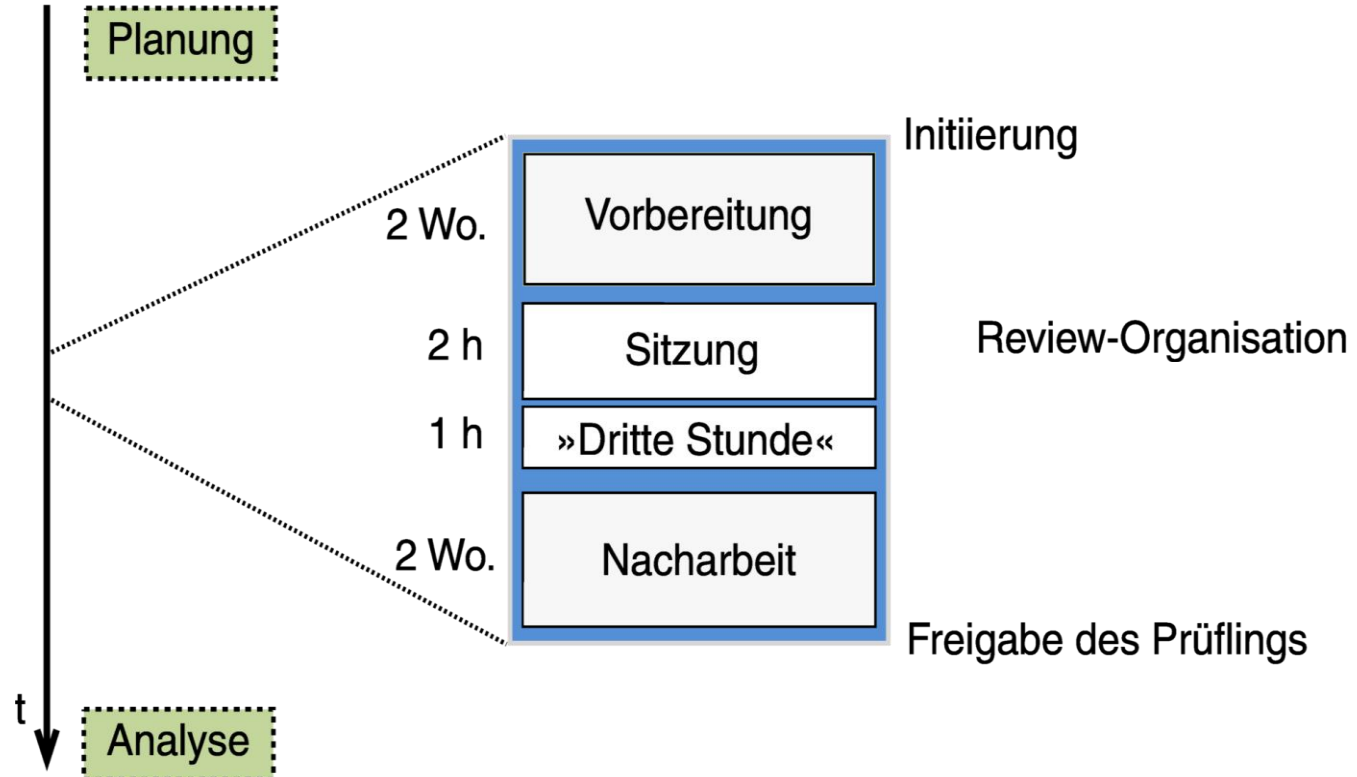 Planung
Initiierung
2 Wo.
Vorbereitung
2 h
Sitzung
Review-Organisation
1 h
»Dritte Stunde«
2 Wo.
Nacharbeit
Freigabe des Prüflings
t
Analyse